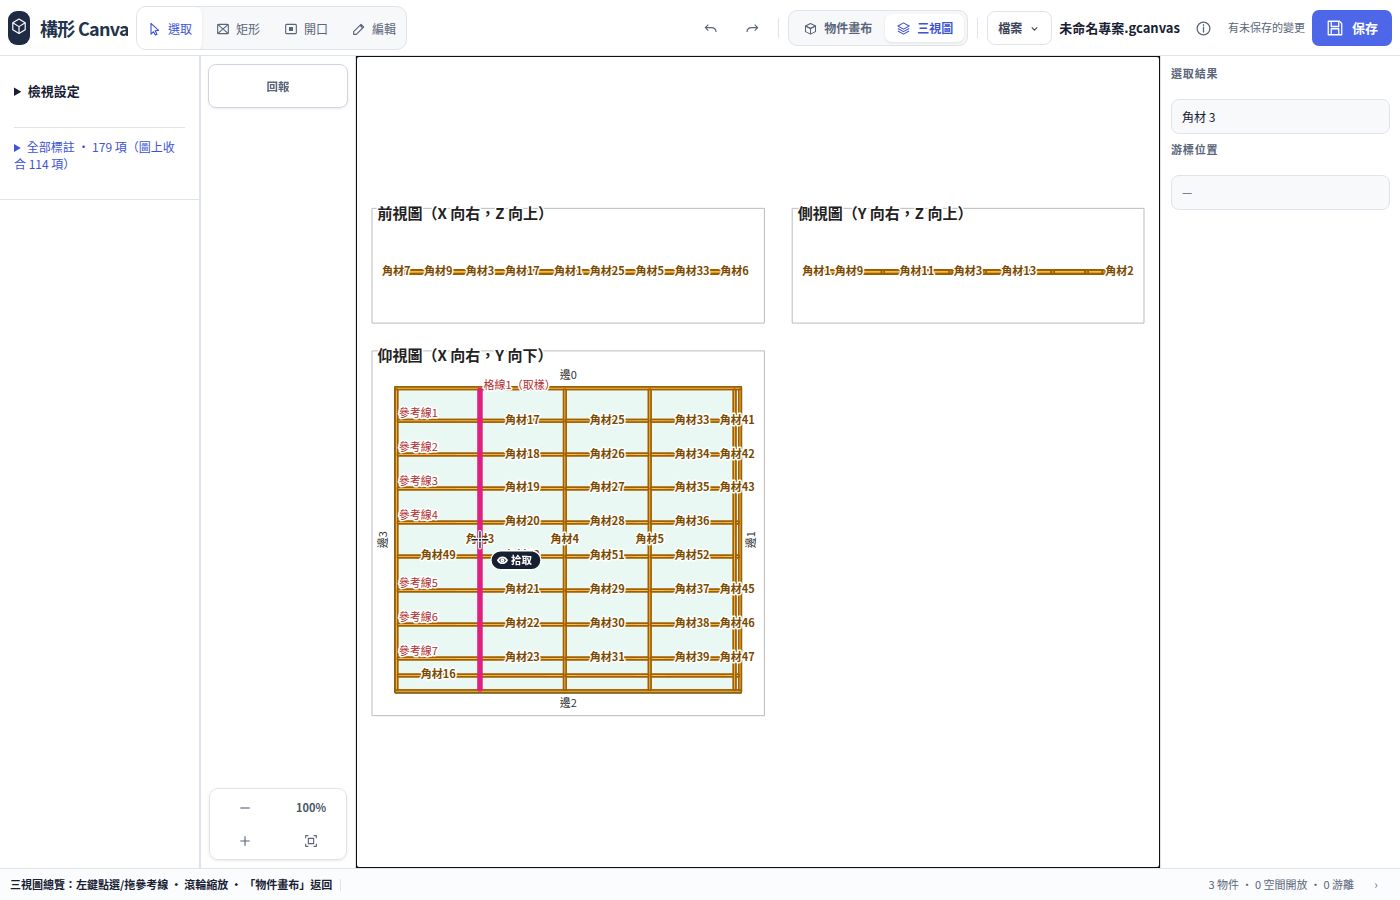 構形 Canva
選取
矩形
開口
編輯
物件畫布
三視圖
檔案
未命名專案.gcanvas
有未保存的變更
保存
檢視設定
全部標註 · 179 項（圖上收
合 114 項）
回報
100%
前視圖（X 向右，Z 向上）
角材7 角材9 角材3 角材17 角材1 角材25 角材5 角材33 角材6
側視圖（Y 向右，Z 向上）
角材1 角材9 角材11 角材3 角材13 角材2
仰視圖（X 向右，Y 向下）
邊0
格線1（取樣）
參考線1
角材17 角材25 角材33 角材41
參考線2
角材18 角材26 角材34 角材42
參考線3
角材19 角材27 角材35 角材43
參考線4
角材20 角材28 角材36
邊3
角材3 角材4 角材5
邊1
角材49 角材51 角材52
拾取
參考線5
角材21 角材29 角材37 角材45
參考線6
角材22 角材30 角材38 角材46
參考線7
角材23 角材31 角材39 角材47
角材16
邊2
選取結果
角材 3
游標位置
—
三視圖總覽：左鍵點選/拖參考線 · 滾輪縮放 · 「物件畫布」返回
3 物件 · 0 空間開放 · 0 游離